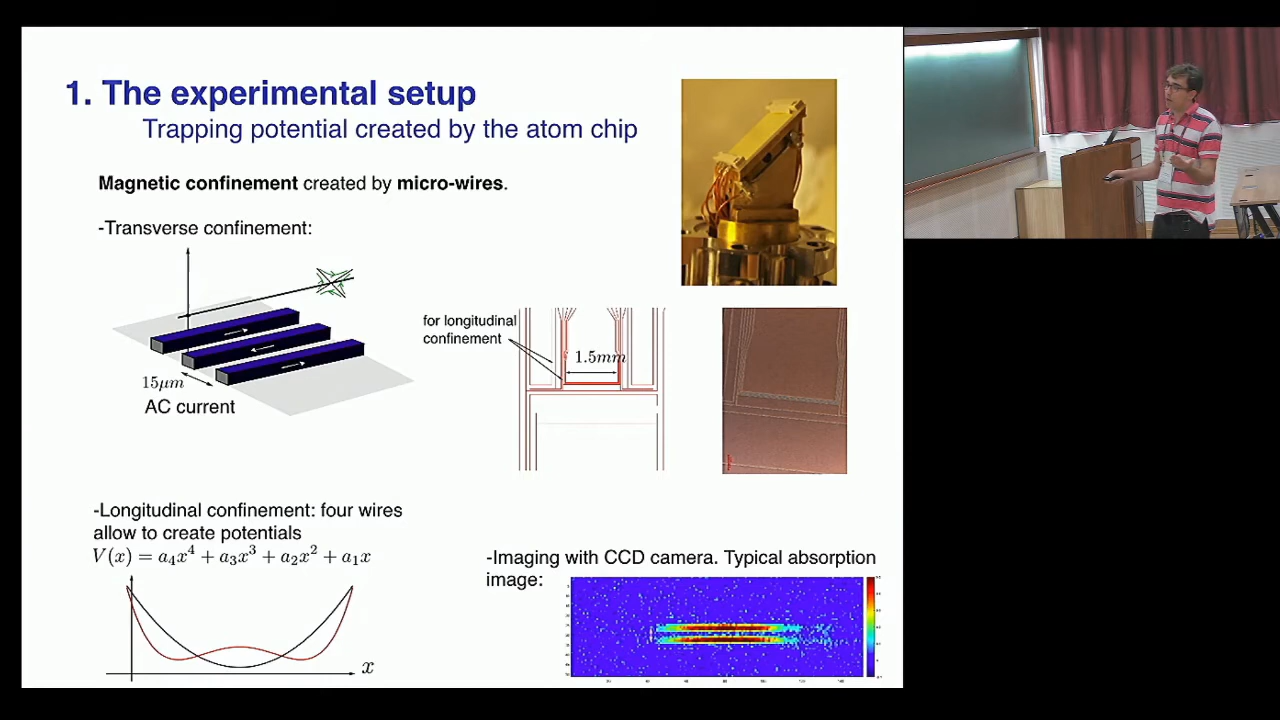 1. The experimental setup
Trapping potential created by the atom chip
Magnetic confinement created by micro-wires.
-Transverse confinement:
for longitudinal
confinement
1.5mm
15μm
AC current
-Longitudinal confinement: four wires
allow to create potentials
V(x) = a₄x⁴ + a₃x³ + a₂x² + a₁x
x
-Imaging with CCD camera. Typical absorption
image: